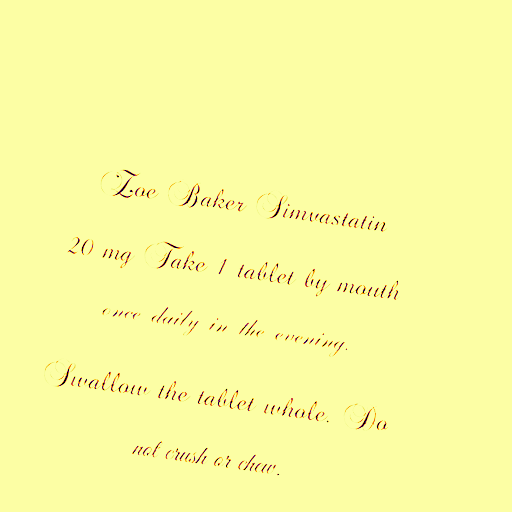 Zoe Baker Simvastatin
20 mg Take 1 tablet by mouth
once daily in the evening.
Swallow the tablet whole. Do
not crush or chew.